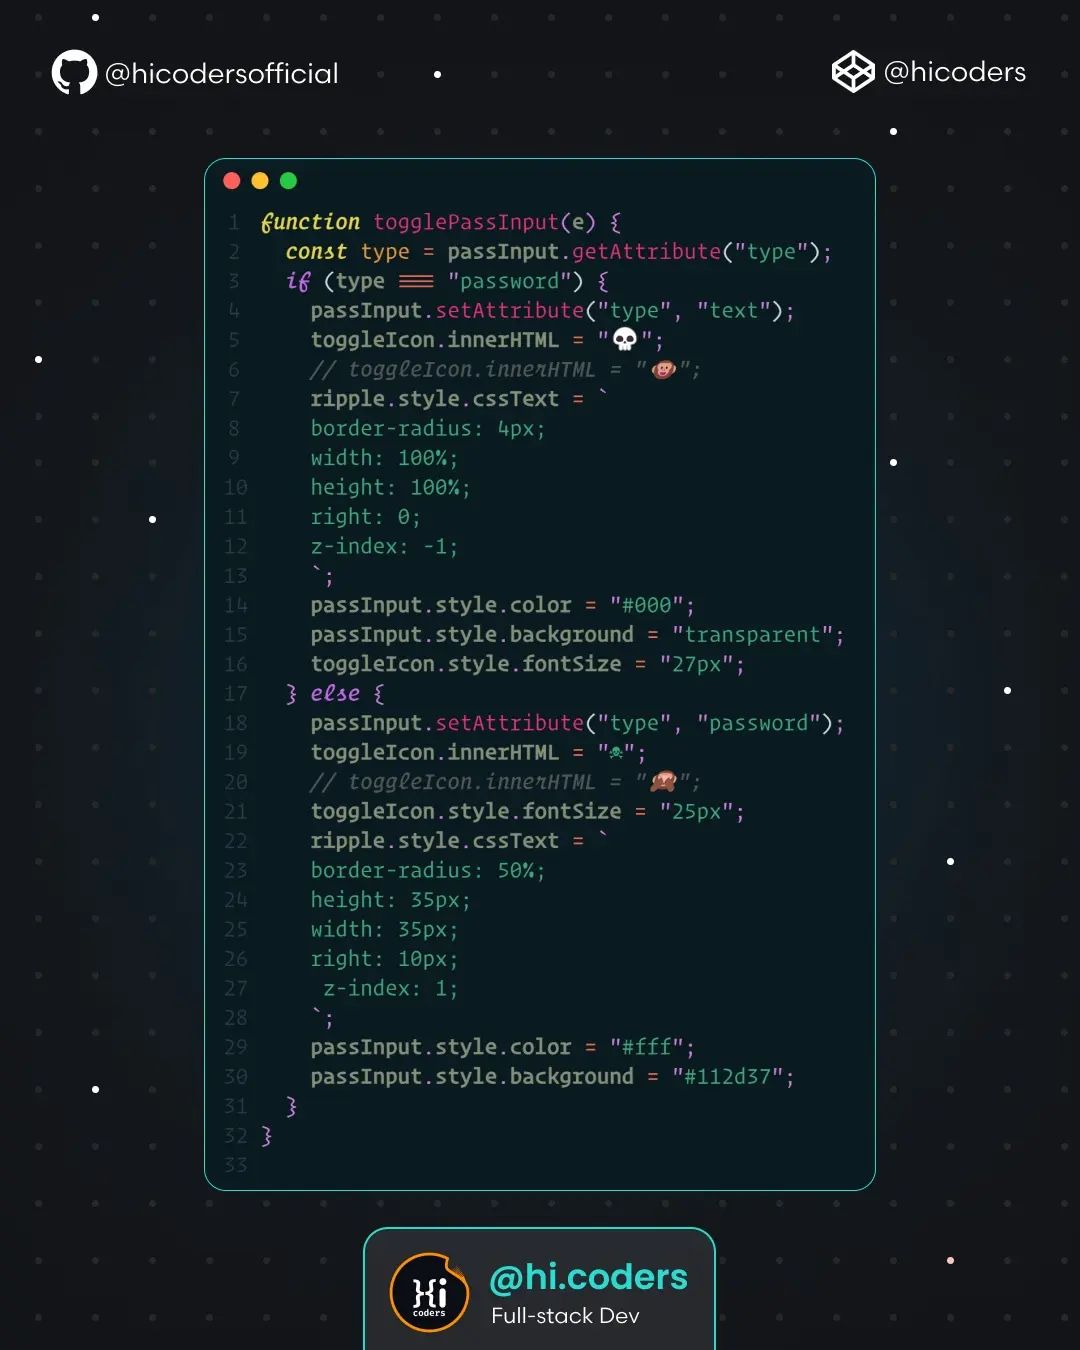 @hicodersofficial
@hicoders
1 function togglePassInput(e) {
2   const type = passInput.getAttribute("type");
3   if (type === "password") {
4     passInput.setAttribute("type", "text");
5     toggleIcon.innerHTML = "💀";
6     // toggleIcon.innerHTML = "🐵";
7     ripple.style.cssText = `
8     border-radius: 4px;
9     width: 100%;
10     height: 100%;
11     right: 0;
12     z-index: -1;
13     `;
14     passInput.style.color = "#000";
15     passInput.style.background = "transparent";
16     toggleIcon.style.fontSize = "27px";
17   } else {
18     passInput.setAttribute("type", "password");
19     toggleIcon.innerHTML = "☠";
20     // toggleIcon.innerHTML = "🙈";
21     toggleIcon.style.fontSize = "25px";
22     ripple.style.cssText = `
23     border-radius: 50%;
24     height: 35px;
25     width: 35px;
26     right: 10px;
27      z-index: 1;
28     `;
29     passInput.style.color = "#fff";
30     passInput.style.background = "#112d37";
31   }
32 }
33
Hi
coders
@hi.coders
Full-stack Dev